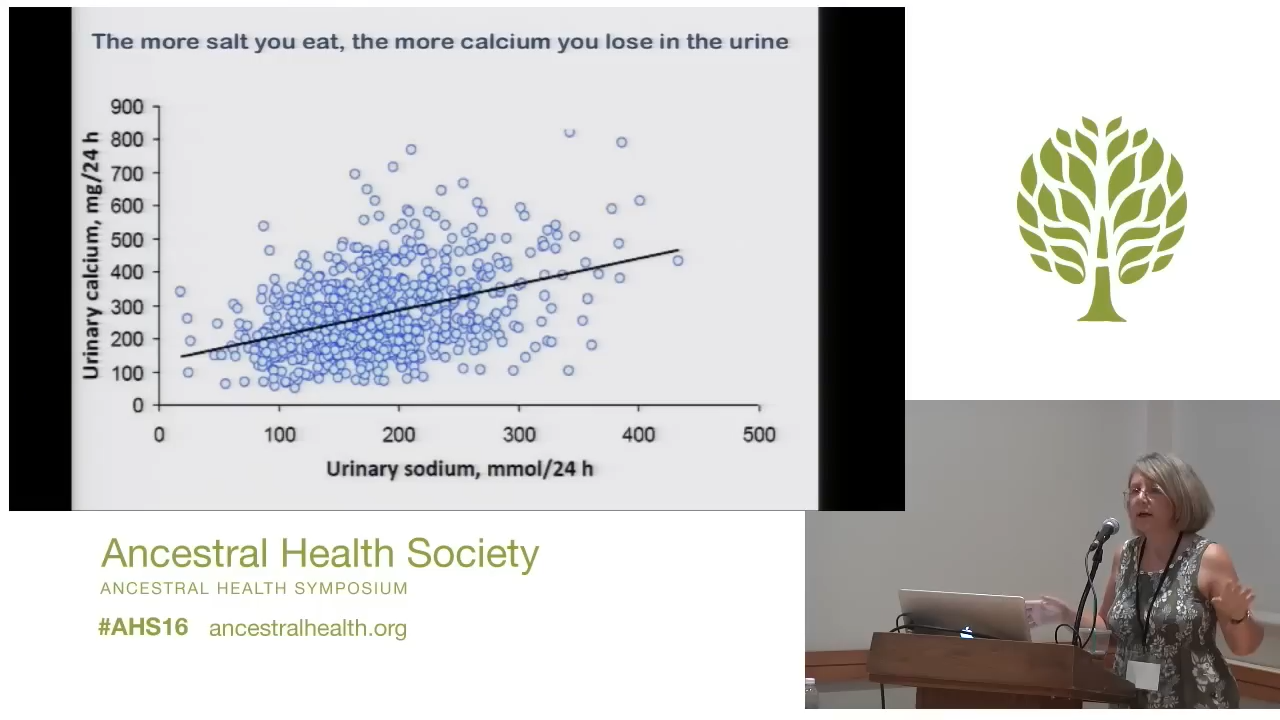 The more salt you eat, the more calcium you lose in the urine
900
800
700
600
500
400
300
200
100
0
Urinary calcium, mg/24 h
0 100 200 300 400 500
Urinary sodium, mmol/24 h
Ancestral Health Society
ANCESTRAL HEALTH SYMPOSIUM
#AHS16 ancestralhealth.org